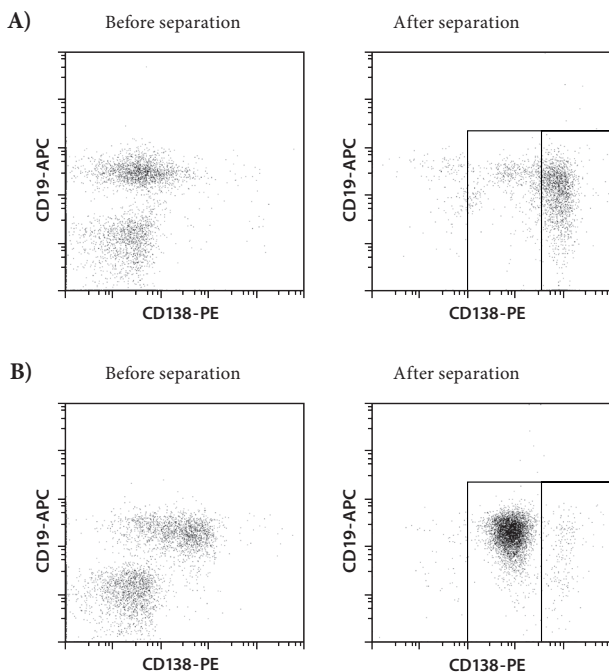 A)
Before separation
After separation
CD19-APC
CD19-APC
CD138-PE
CD138-PE
B)
Before separation
After separation
CD19-APC
CD19-APC
CD138-PE
CD138-PE